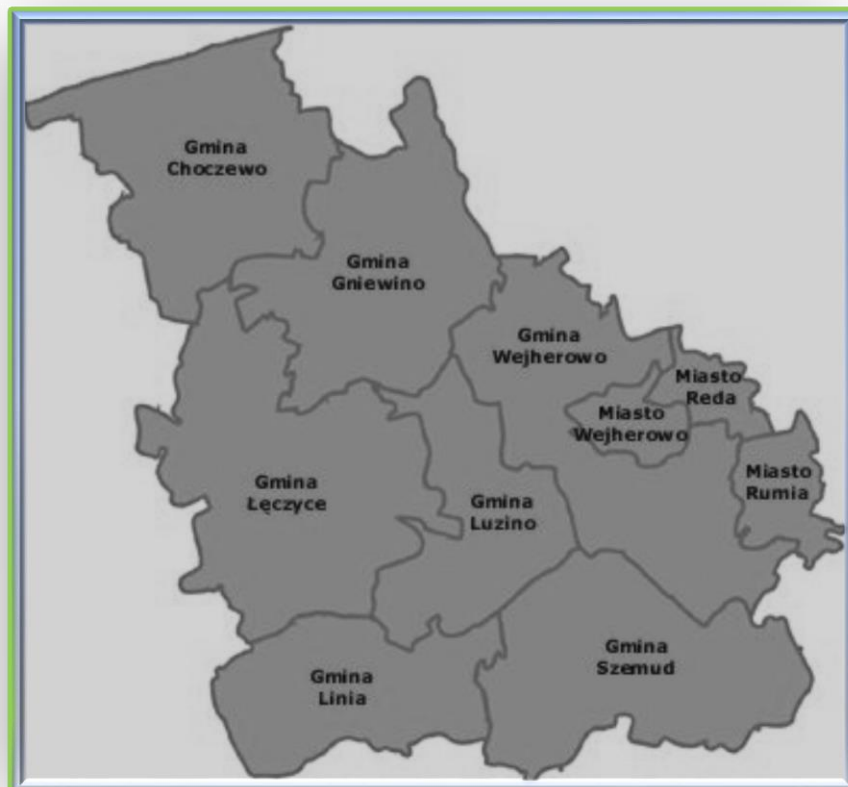 Gmina
Choczewo
Gmina
Gniewino
Gmina
Wejherowo
Miasto
Reda
Miasto
Wejherowo
Miasto
Rumia
Gmina
Łęczyce
Gmina
Luzino
Gmina
Szemud
Gmina
Linia